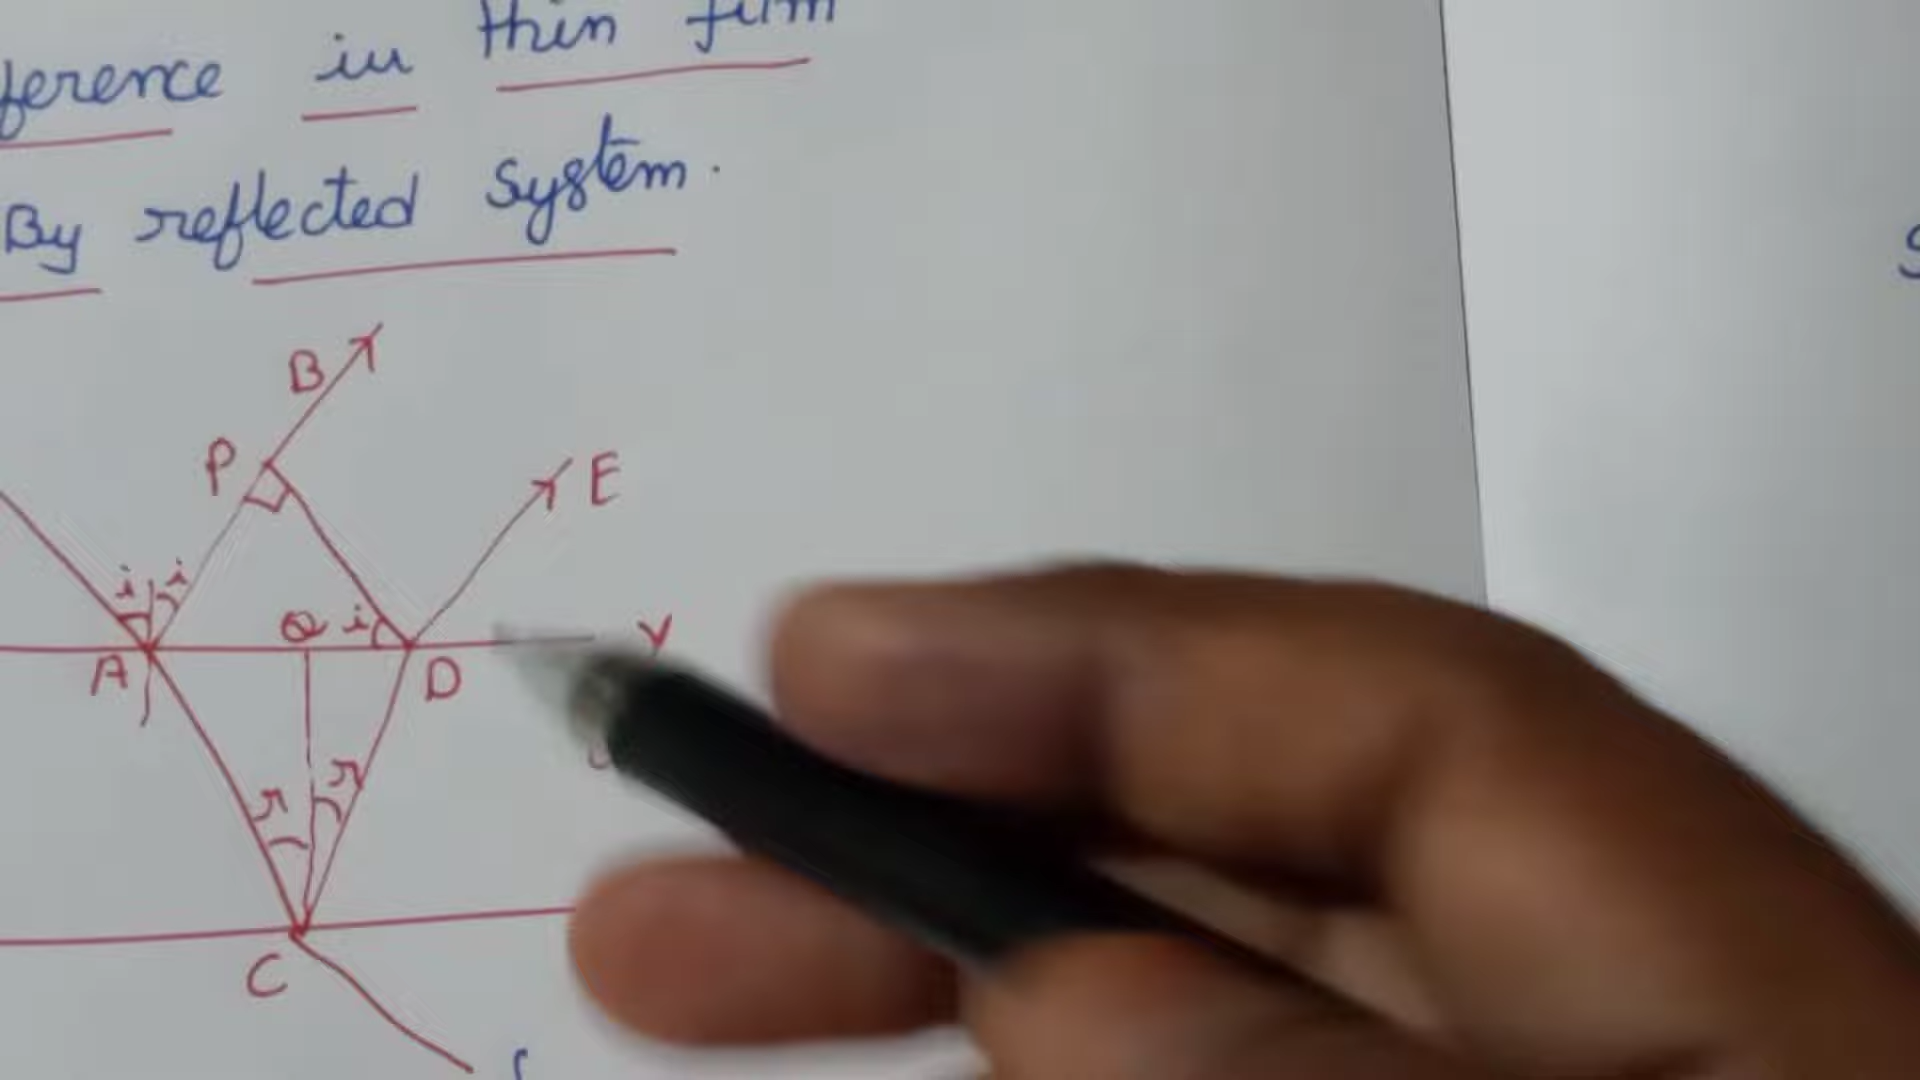 ference in thin film
By reflected system.
B
P
E
i i
Q i
Y
A
D
r
r
C